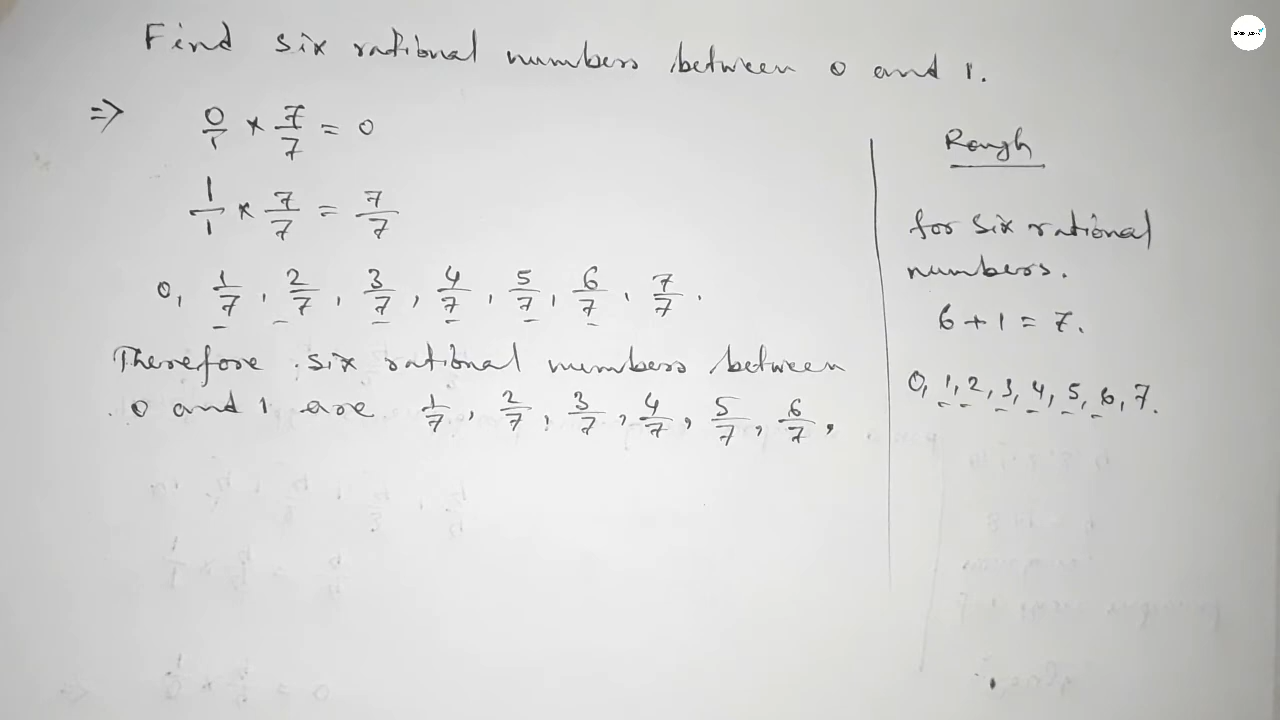 Find six rational numbers between 0 and 1.
⇒ 0/1 × 7/7 = 0
1/1 × 7/7 = 7/7
0, 1/7, 2/7, 3/7, 4/7, 5/7, 6/7, 7/7.
Therefore six rational numbers between
0 and 1 are 1/7, 2/7, 3/7, 4/7, 5/7, 6/7,
Rough
for six rational
numbers.
6 + 1 = 7.
0, 1, 2, 3, 4, 5, 6, 7.